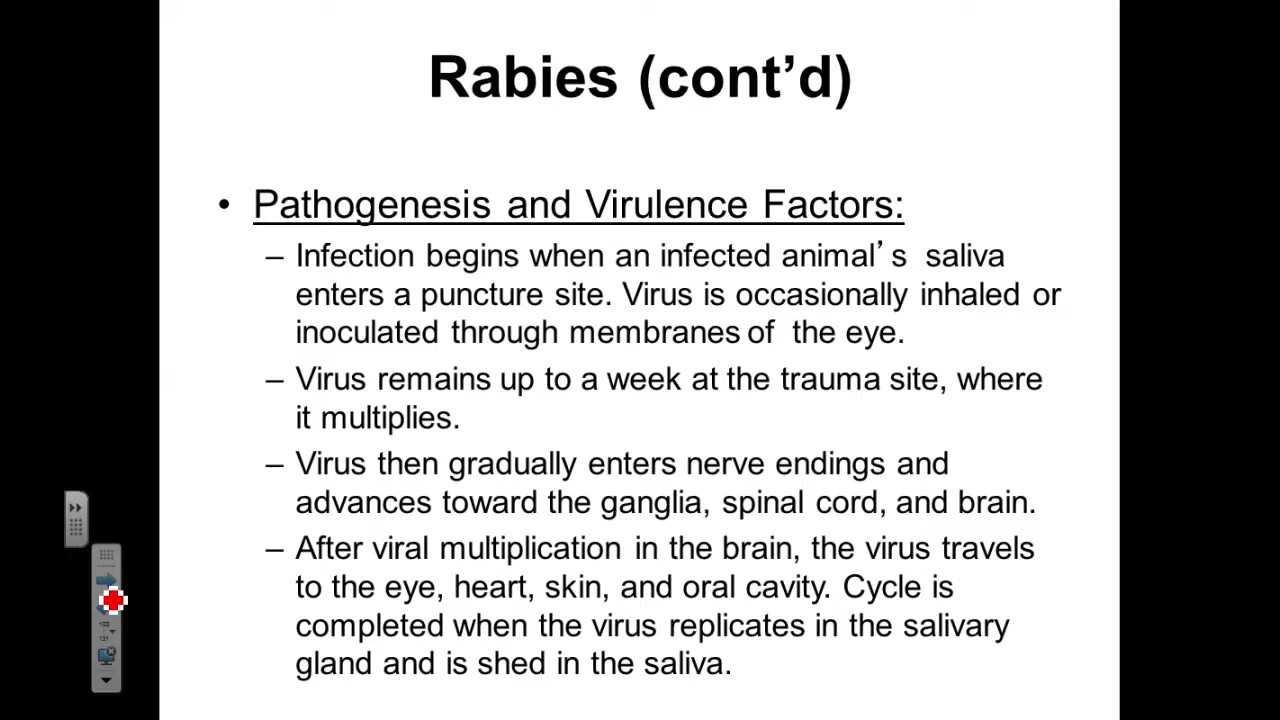 Rabies (cont’d)
• Pathogenesis and Virulence Factors:
– Infection begins when an infected animal’s saliva
enters a puncture site. Virus is occasionally inhaled or
inoculated through membranes of the eye.
– Virus remains up to a week at the trauma site, where
it multiplies.
– Virus then gradually enters nerve endings and
advances toward the ganglia, spinal cord, and brain.
– After viral multiplication in the brain, the virus travels
to the eye, heart, skin, and oral cavity. Cycle is
completed when the virus replicates in the salivary
gland and is shed in the saliva.